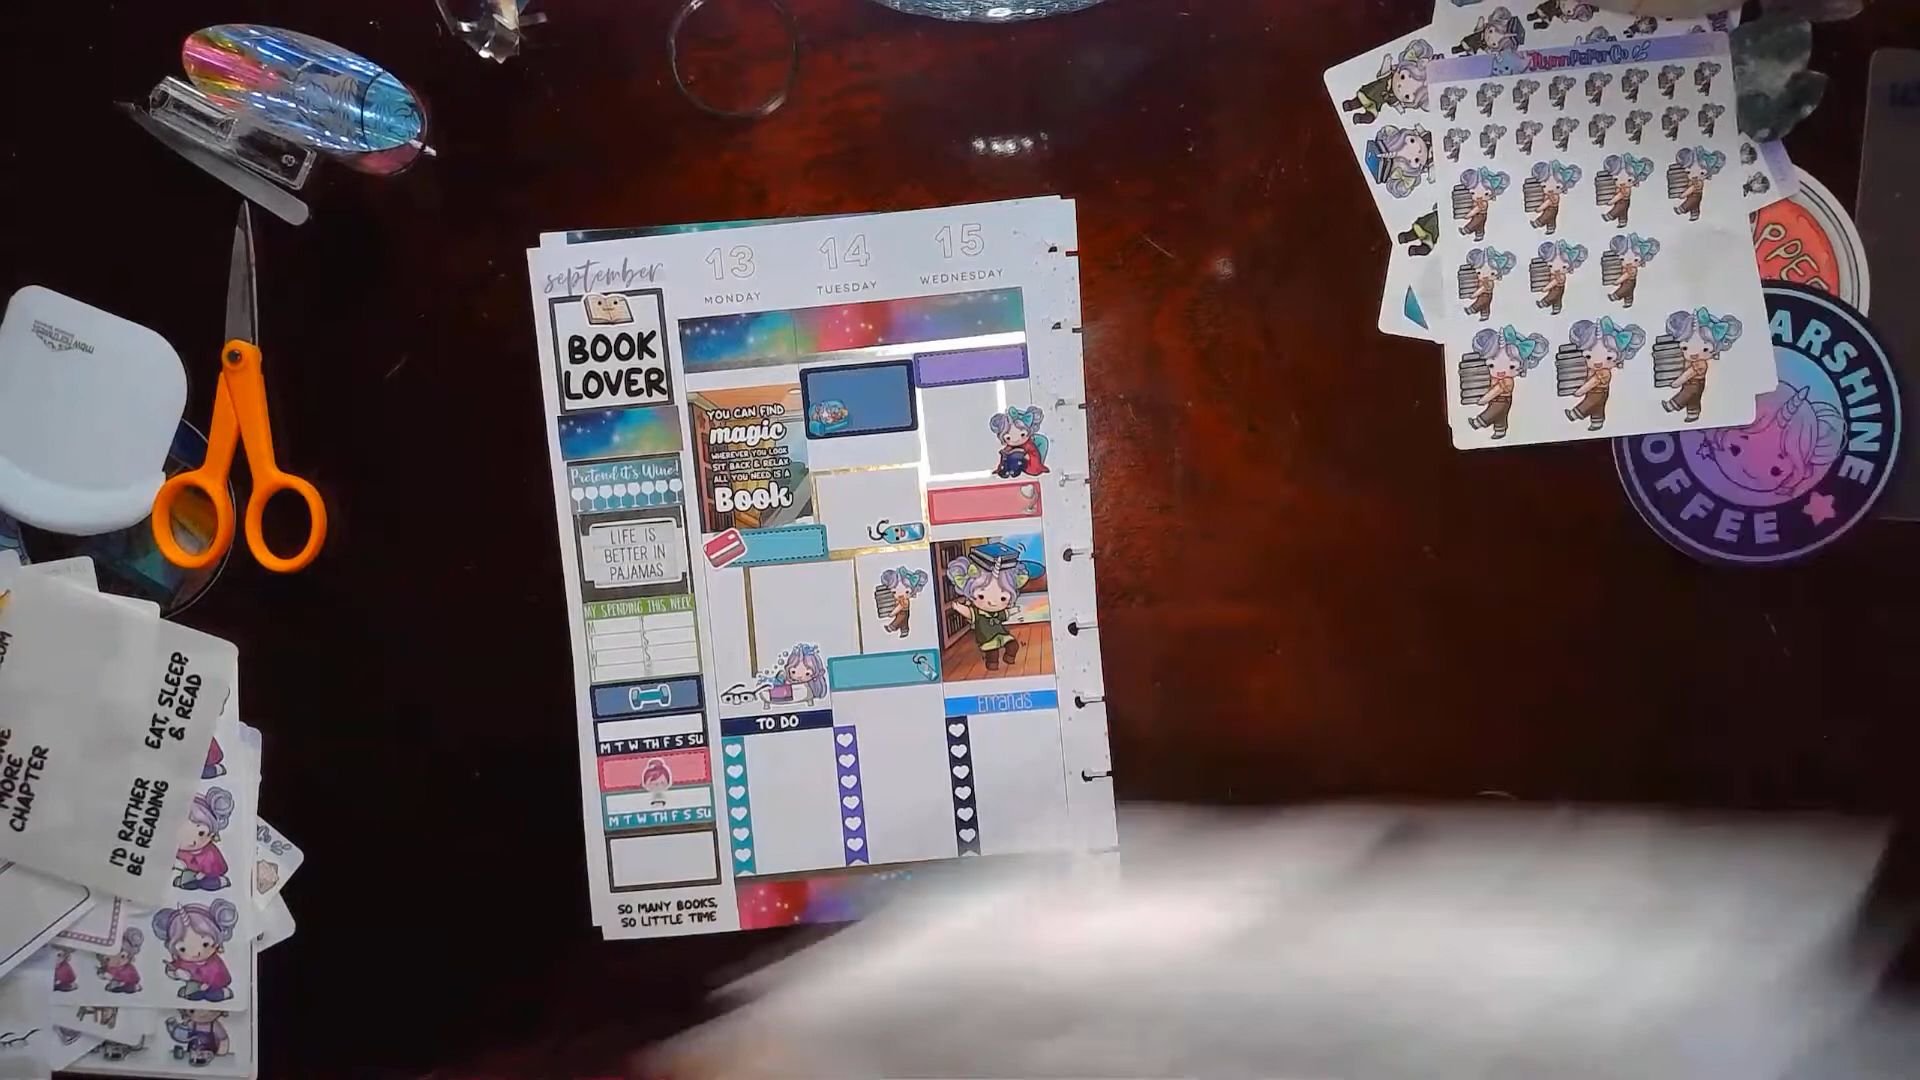 JLynnPaperCo
september
13
MONDAY
14
TUESDAY
15
WEDNESDAY
BOOK
LOVER
YOU CAN FIND
magic
WHEREVER YOU LOOK
SIT BACK & RELAX
ALL YOU NEED IS A
Book
Pretend it's Wine!
LIFE IS
BETTER IN
PAJAMAS
MY SPENDING THIS WEEK
M T W TH F S SU
M T W TH F S SU
SO MANY BOOKS,
SO LITTLE TIME
TO DO
Errands
MORE
CHAPTER
EAT, SLEEP,
& READ
I'D RATHER
BE READING